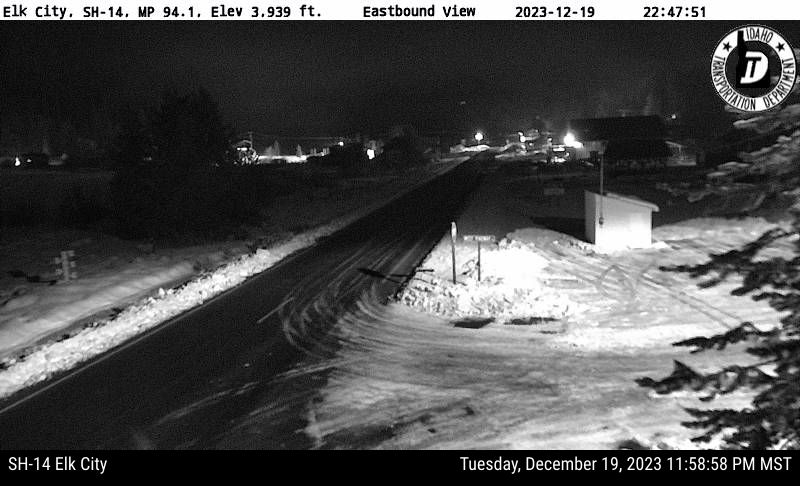 Elk City, SH-14, MP 94.1, Elev 3,939 ft. Eastbound View 2023-12-19 22:47:51
IDAHO
TRANSPORTATION DEPARTMENT
SH-14 Elk City Tuesday, December 19, 2023 11:58:58 PM MST